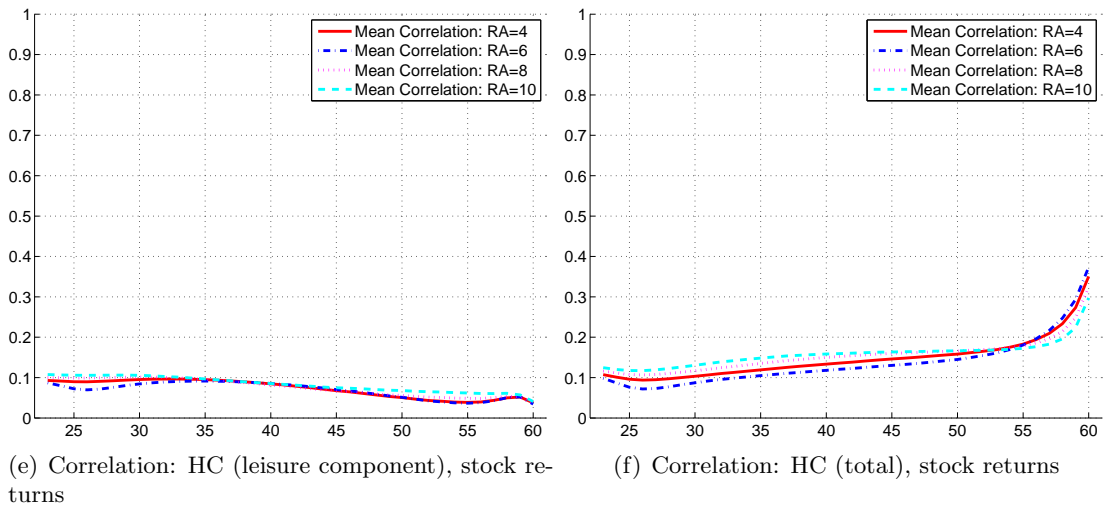 1
0.9
0.8
0.7
0.6
0.5
0.4
0.3
0.2
0.1
0
25 30 35 40 45 50 55 60
Mean Correlation: RA=4
Mean Correlation: RA=6
Mean Correlation: RA=8
Mean Correlation: RA=10
(e) Correlation: HC (leisure component), stock re-
turns
1
0.9
0.8
0.7
0.6
0.5
0.4
0.3
0.2
0.1
0
25 30 35 40 45 50 55 60
Mean Correlation: RA=4
Mean Correlation: RA=6
Mean Correlation: RA=8
Mean Correlation: RA=10
(f) Correlation: HC (total), stock returns